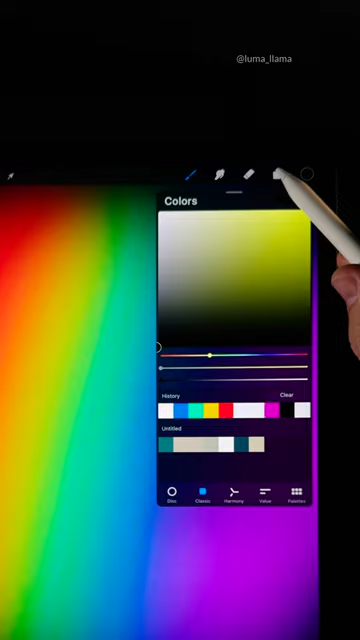 @luma_llama
Colors
History Clear
Untitled
Disc Classic Harmony Value Palettes